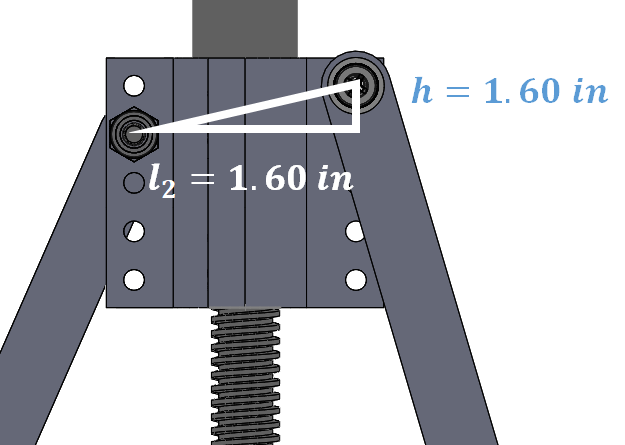 h = 1.60 in
l₂ = 1.60 in